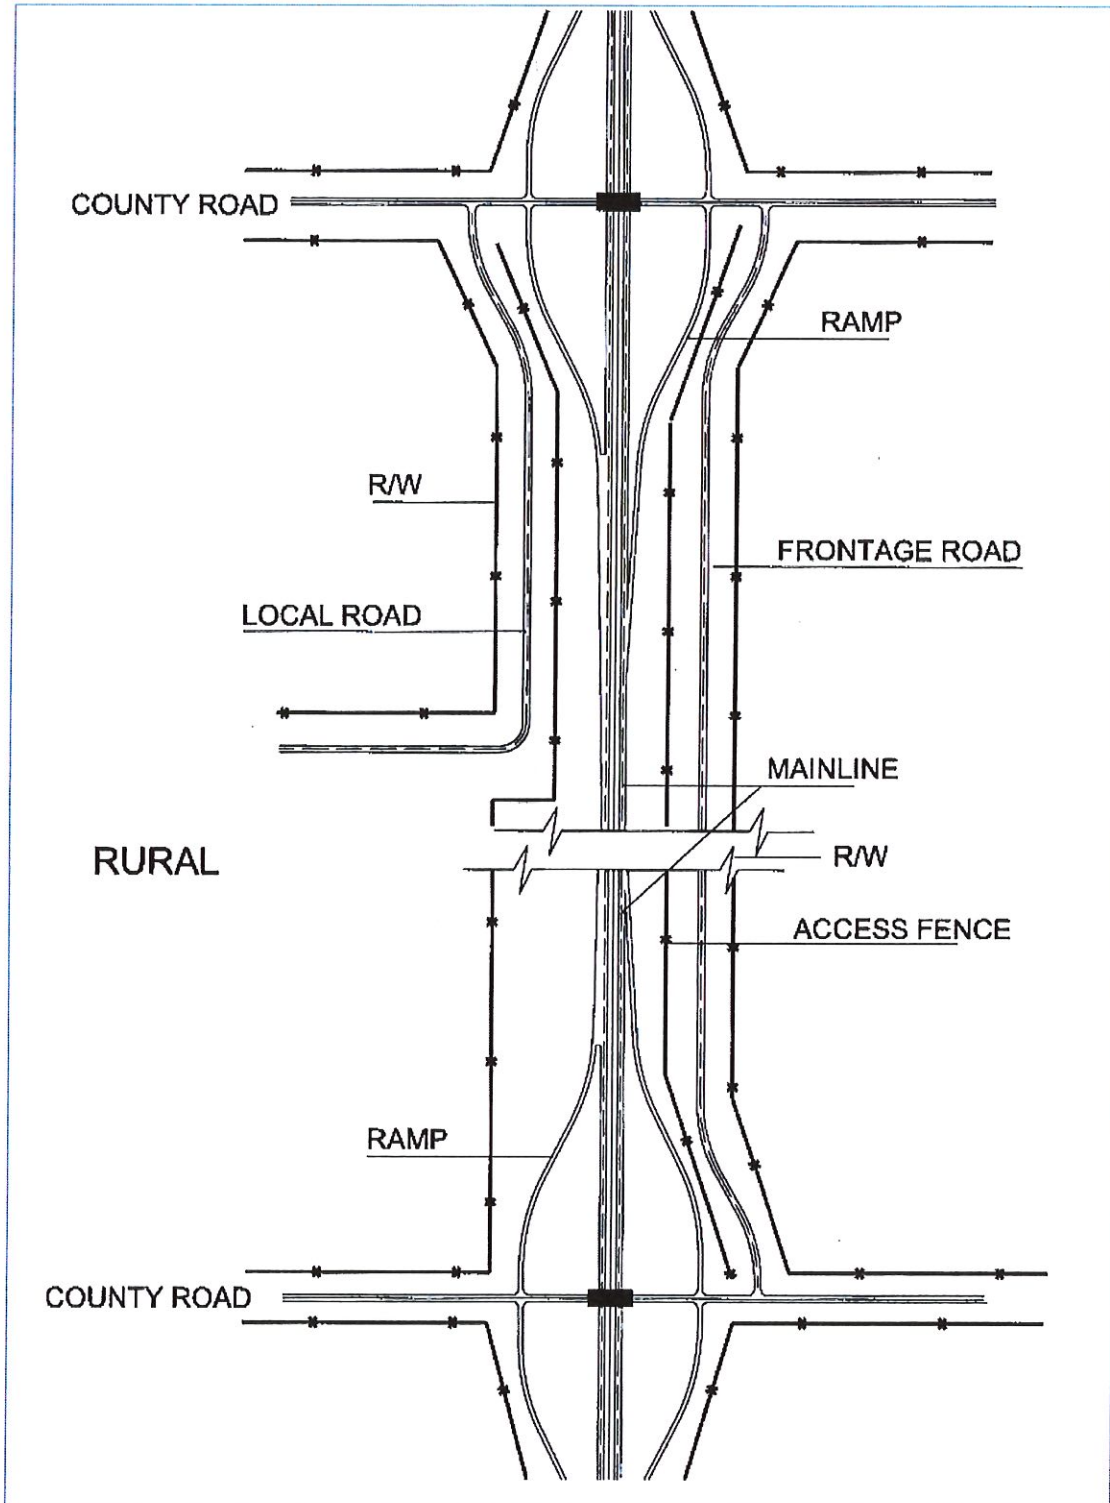 COUNTY ROAD
RAMP
R/W
FRONTAGE ROAD
LOCAL ROAD
MAINLINE
RURAL
R/W
ACCESS FENCE
RAMP
COUNTY ROAD